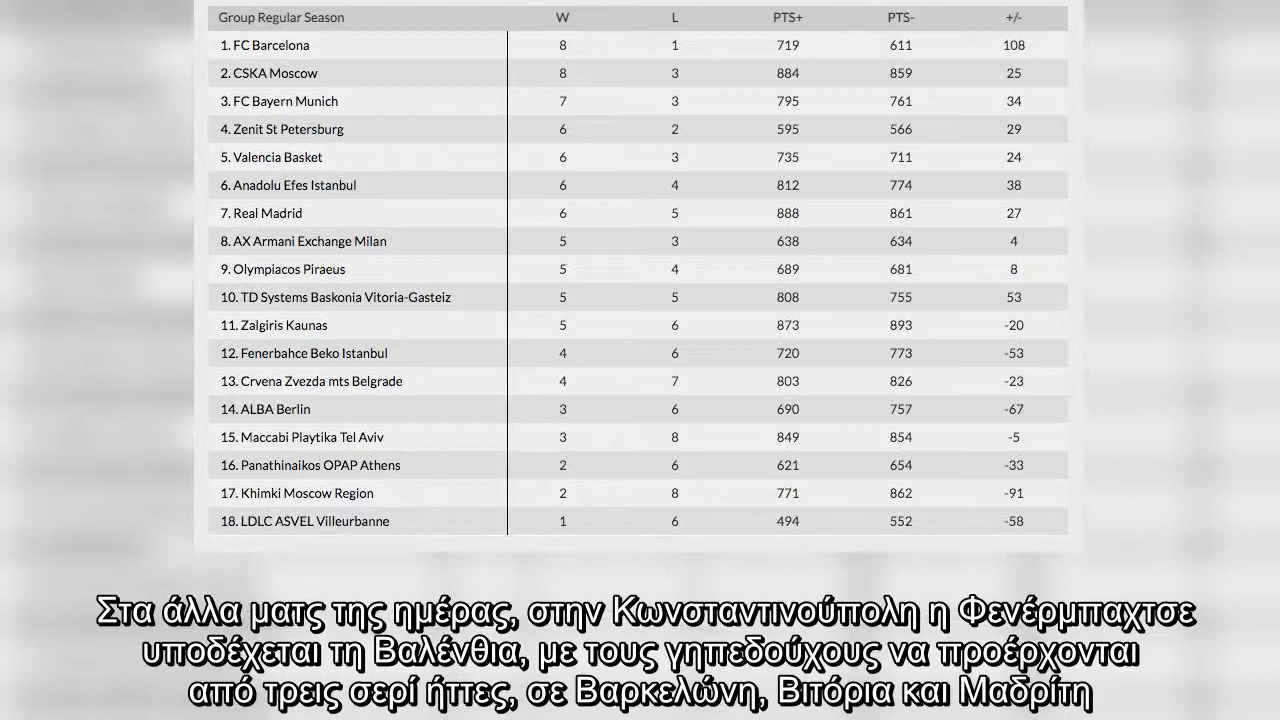 Group Regular Season W L PTS+ PTS- +/-
1. FC Barcelona 8 1 719 611 108
2. CSKA Moscow 8 3 884 859 25
3. FC Bayern Munich 7 3 795 761 34
4. Zenit St Petersburg 6 2 595 566 29
5. Valencia Basket 6 3 735 711 24
6. Anadolu Efes Istanbul 6 4 812 774 38
7. Real Madrid 6 5 888 861 27
8. AX Armani Exchange Milan 5 3 638 634 4
9. Olympiacos Piraeus 5 4 689 681 8
10. TD Systems Baskonia Vitoria-Gasteiz 5 5 808 755 53
11. Zalgiris Kaunas 5 6 873 893 -20
12. Fenerbahce Beko Istanbul 4 6 720 773 -53
13. Crvena Zvezda mts Belgrade 4 7 803 826 -23
14. ALBA Berlin 3 6 690 757 -67
15. Maccabi Playtika Tel Aviv 3 8 849 854 -5
16. Panathinaikos OPAP Athens 2 6 621 654 -33
17. Khimki Moscow Region 2 8 771 862 -91
18. LDLC ASVEL Villeurbanne 1 6 494 552 -58
Στα άλλα ματς της ημέρας, στην Κωνσταντινούπολη η Φενέρμπαχτσε
υποδέχεται τη Βαλένθια, με τους γηπεδούχους να προέρχονται
από τρεις σερί ήττες, σε Βαρκελώνη, Βιτόρια και Μαδρίτη